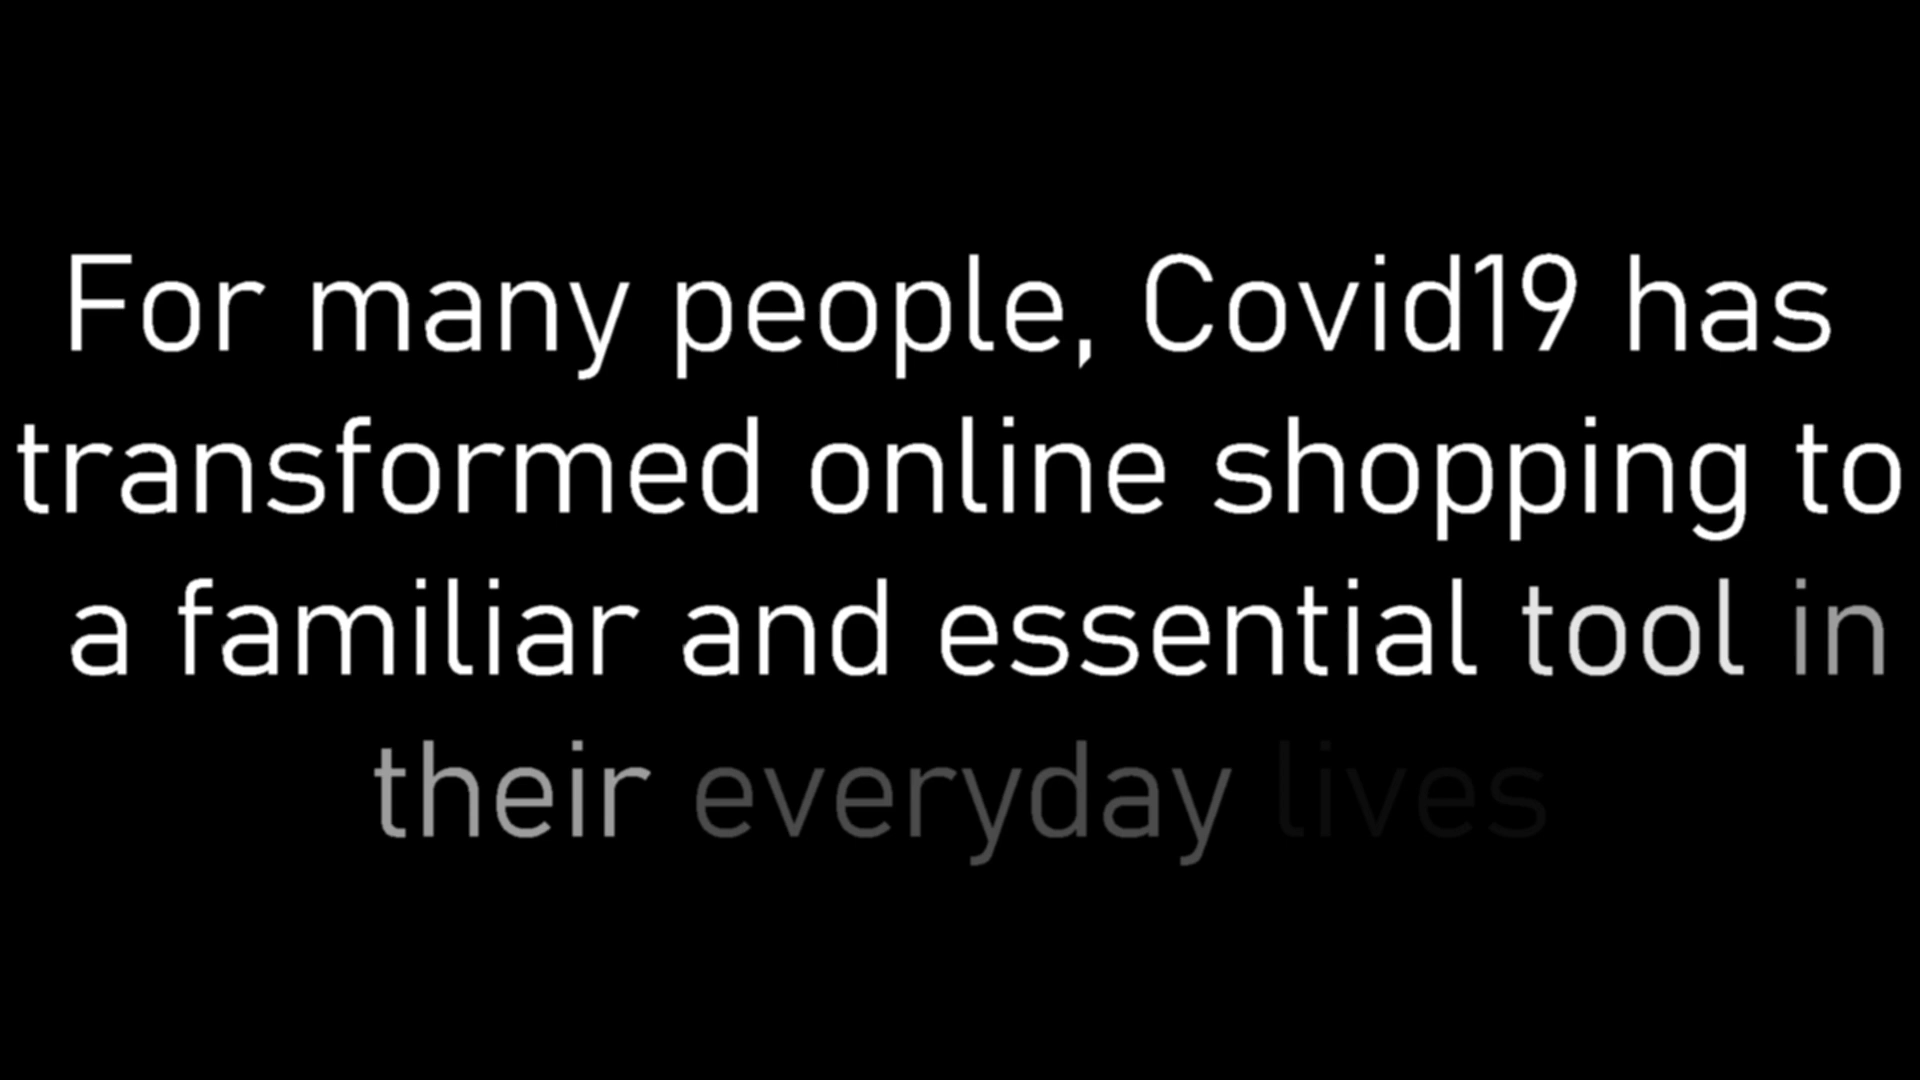 For many people, Covid19 has
transformed online shopping to
a familiar and essential tool in
their everyday lives